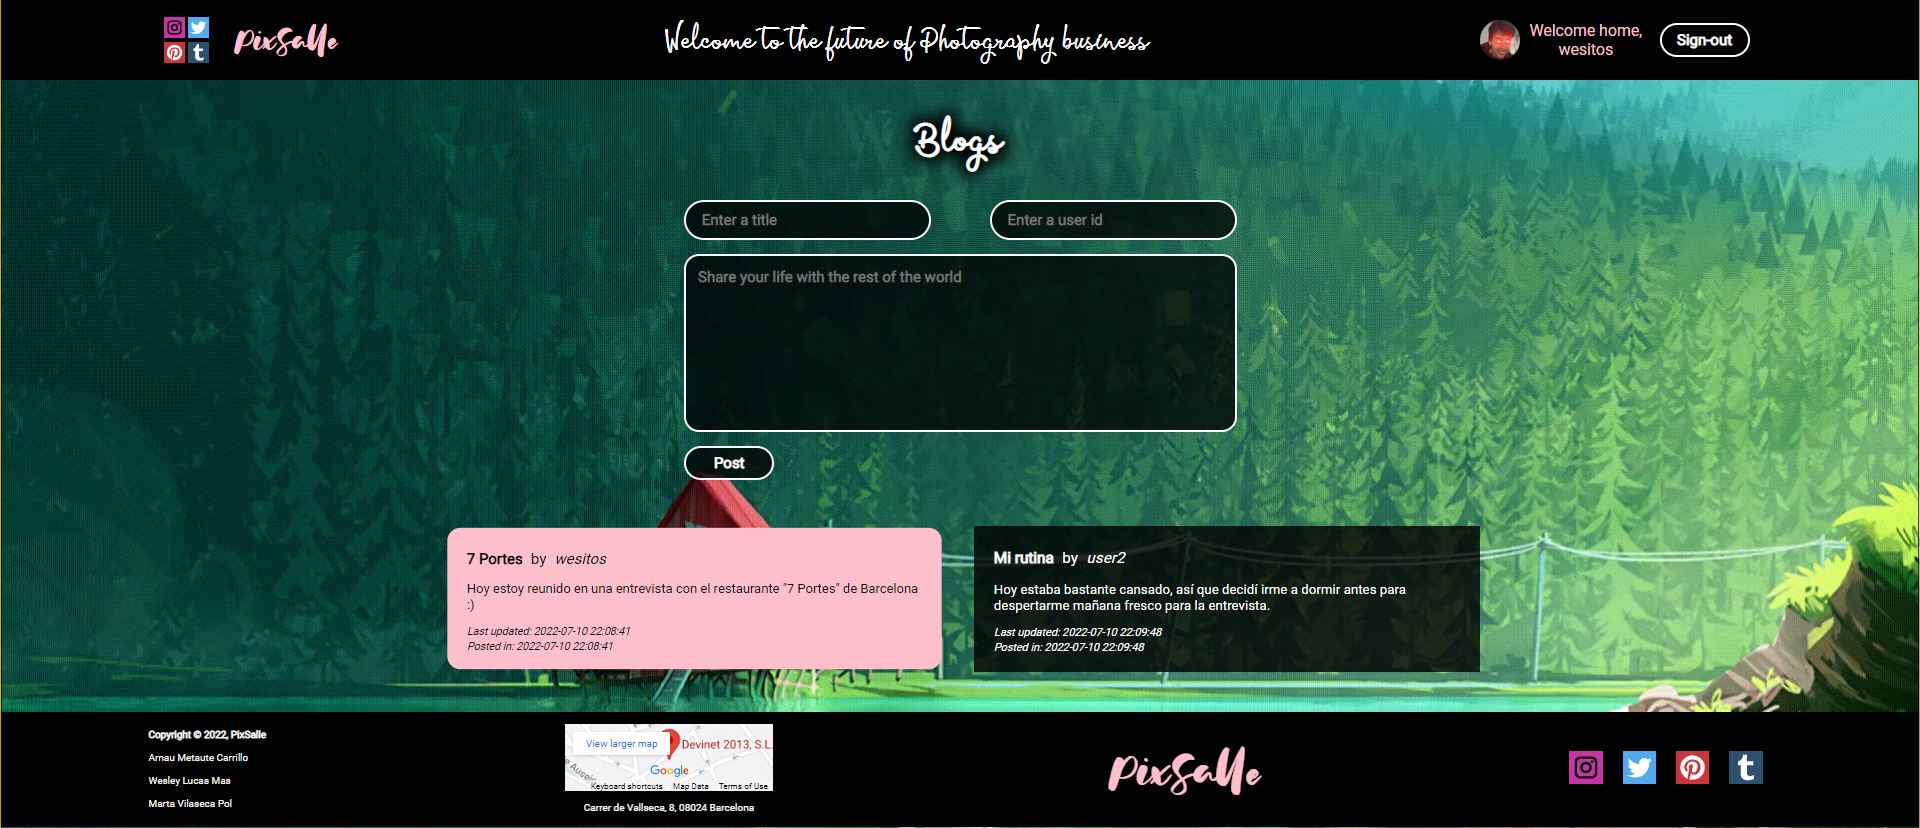 PixSalle
Welcome to the future of Photography business
Welcome home,
wesitos
Sign-out
Blogs
Enter a title
Enter a user id
Share your life with the rest of the world
Post
7 Portes by wesitos
Hoy estoy reunido en una entrevista con el restaurante "7 Portes" de Barcelona
:)
Last updated: 2022-07-10 22:08:41
Posted in: 2022-07-10 22:08:41
Mi rutina by user2
Hoy estaba bastante cansado, así que decidí irme a dormir antes para
despertarme mañana fresco para la entrevista.
Last updated: 2022-07-10 22:09:48
Posted in: 2022-07-10 22:09:48
Copyright © 2022, PixSalle
Arnau Metaute Carrillo
Wesley Lucas Mas
Marta Vilaseca Pol
View larger map
Devinet 2013, S.L.
Google
Keyboard shortcuts Map Data Terms of Use
Carrer de Vallseca, 8, 08024 Barcelona
PixSalle